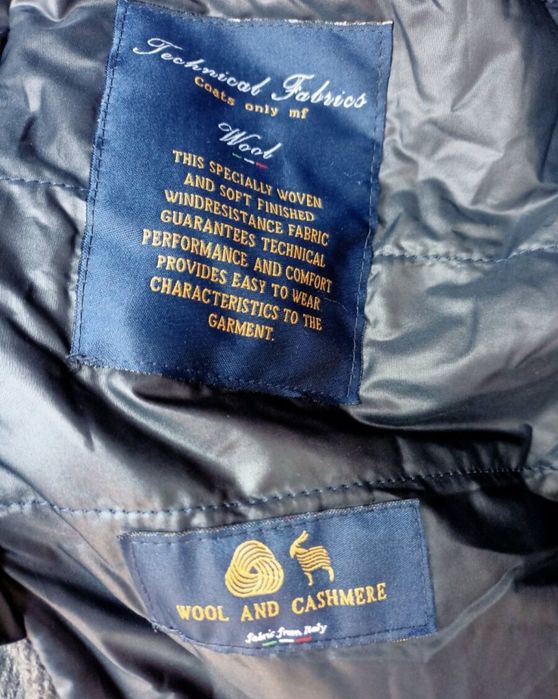 Technical Fabrics
Coats only mf
Wool
THIS SPECIALLY WOVEN
AND SOFT FINISHED
WINDRESISTANCE FABRIC
GUARANTEES TECHNICAL
PERFORMANCE AND COMFORT
PROVIDES EASY TO WEAR
CHARACTERISTICS TO THE
GARMENT.
WOOL AND CASHMERE
fabric from Italy